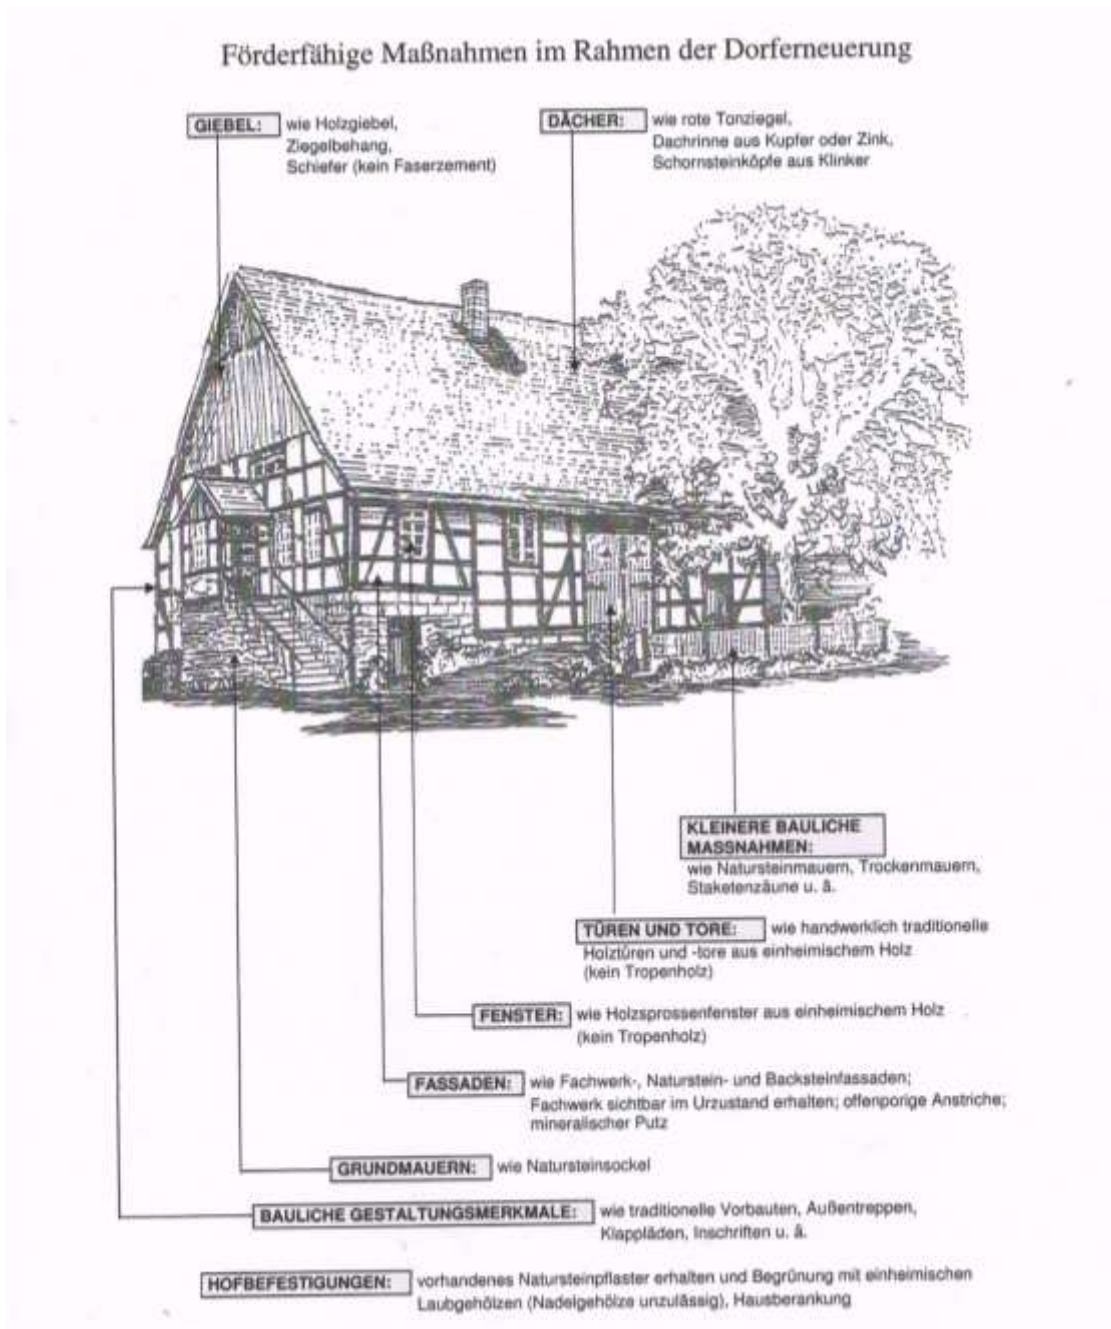 Förderfähige Maßnahmen im Rahmen der Dorferneuerung
GIEBEL: wie Holzgiebel,
Ziegelbehang,
Schiefer (kein Faserzement)
DÄCHER: wie rote Tonziegel,
Dachrinne aus Kupfer oder Zink,
Schornsteinköpfe aus Klinker
KLEINERE BAULICHE
MASSNAHMEN:
wie Natursteinmauern, Trockenmauern,
Staketenzäune u. ä.
TÜREN UND TORE: wie handwerklich traditionelle
Holztüren und -tore aus einheimischem Holz
(kein Tropenholz)
FENSTER: wie Holzsprossenfenster aus einheimischem Holz
(kein Tropenholz)
FASSADEN: wie Fachwerk-, Naturstein- und Backsteinfassaden;
Fachwerk sichtbar im Urzustand erhalten; offenporige Anstriche;
mineralischer Putz
GRUNDMAUERN: wie Natursteinsockel
BAULICHE GESTALTUNGSMERKMALE: wie traditionelle Vorbauten, Außentreppen,
Klappläden, Inschriften u. ä.
HOFBEFESTIGUNGEN: vorhandenes Natursteinpflaster erhalten und Begrünung mit einheimischen
Laubgehölzen (Nadelgehölze unzulässig), Hausberankung